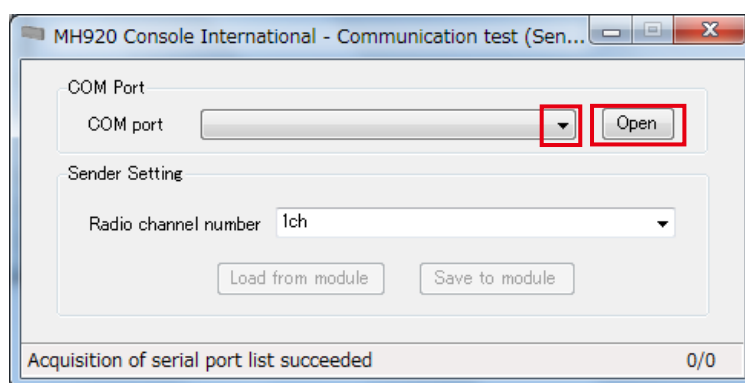 MH920 Console International - Communication test (Sen...
COM Port
COM port
Open
Sender Setting
Radio channel number 1ch
Load from module Save to module
Acquisition of serial port list succeeded 0/0